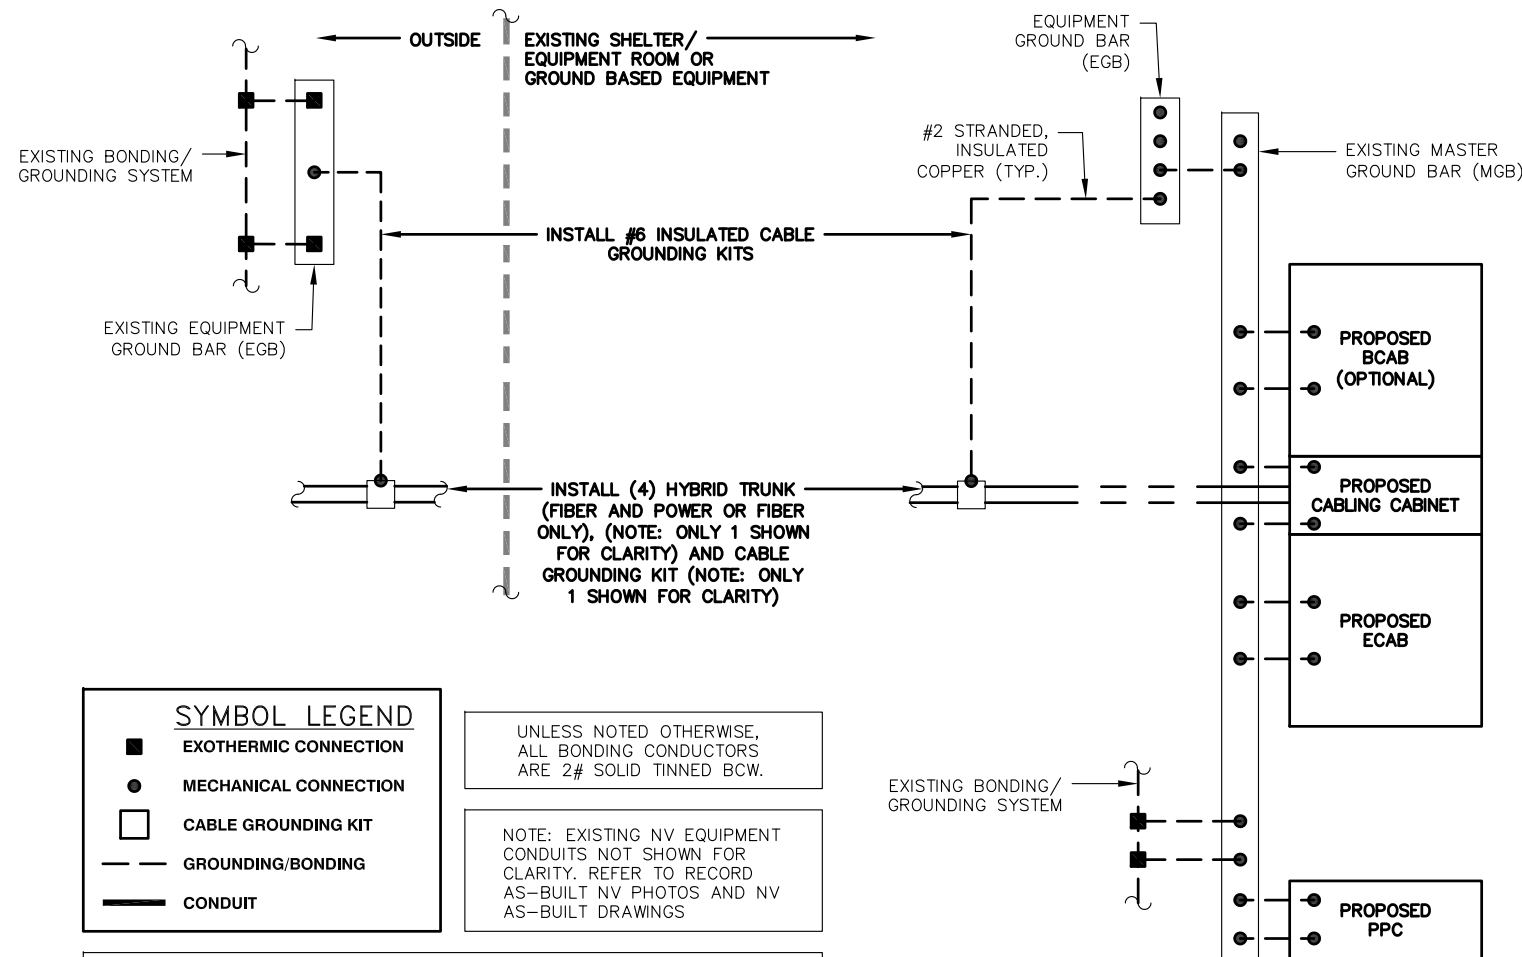 OUTSIDE
EXISTING SHELTER/
EQUIPMENT ROOM OR
GROUND BASED EQUIPMENT
EQUIPMENT
GROUND BAR
(EGB)
#2 STRANDED,
INSULATED
COPPER (TYP.)
EXISTING MASTER
GROUND BAR (MGB)
EXISTING BONDING/
GROUNDING SYSTEM
INSTALL #6 INSULATED CABLE
GROUNDING KITS
EXISTING EQUIPMENT
GROUND BAR (EGB)
PROPOSED
BCAB
(OPTIONAL)
INSTALL (4) HYBRID TRUNK
(FIBER AND POWER OR FIBER
ONLY), (NOTE: ONLY 1 SHOWN
FOR CLARITY) AND CABLE
GROUNDING KIT (NOTE: ONLY
1 SHOWN FOR CLARITY)
PROPOSED
CABLING CABINET
PROPOSED
ECAB
SYMBOL LEGEND
EXOTHERMIC CONNECTION
MECHANICAL CONNECTION
CABLE GROUNDING KIT
GROUNDING/BONDING
CONDUIT
UNLESS NOTED OTHERWISE,
ALL BONDING CONDUCTORS
ARE 2# SOLID TINNED BCW.
NOTE: EXISTING NV EQUIPMENT
CONDUITS NOT SHOWN FOR
CLARITY. REFER TO RECORD
AS-BUILT NV PHOTOS AND NV
AS-BUILT DRAWINGS
EXISTING BONDING/
GROUNDING SYSTEM
PROPOSED
PPC